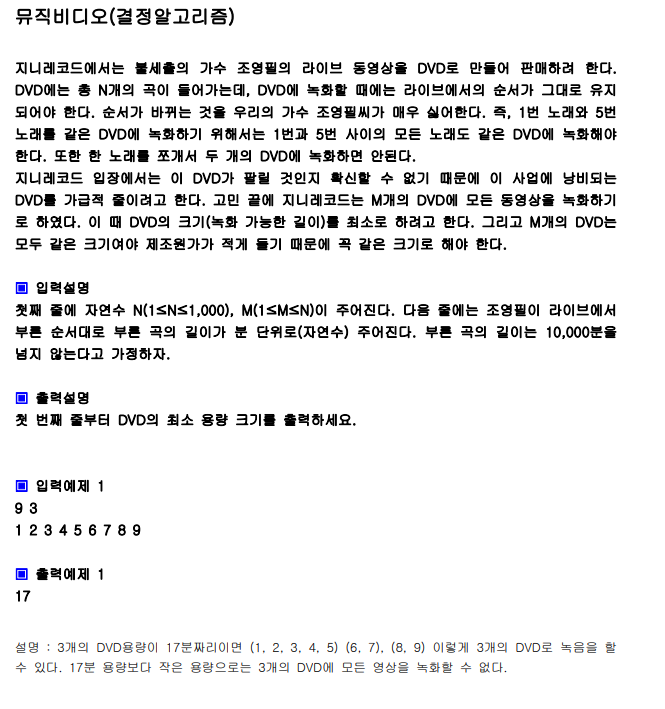 뮤직비디오(결정알고리즘)
지니레코드에서는 불세출의 가수 조영필의 라이브 동영상을 DVD로 만들어 판매하려 한다.
DVD에는 총 N개의 곡이 들어가는데, DVD에 녹화할 때에는 라이브에서의 순서가 그대로 유지
되어야 한다. 순서가 바뀌는 것을 우리의 가수 조영필씨가 매우 싫어한다. 즉, 1번 노래와 5번
노래를 같은 DVD에 녹화하기 위해서는 1번과 5번 사이의 모든 노래도 같은 DVD에 녹화해야
한다. 또한 한 노래를 쪼개서 두 개의 DVD에 녹화하면 안된다.
지니레코드 입장에서는 이 DVD가 팔릴 것인지 확신할 수 없기 때문에 이 사업에 낭비되는
DVD를 가급적 줄이려고 한다. 고민 끝에 지니레코드는 M개의 DVD에 모든 동영상을 녹화하기
로 하였다. 이 때 DVD의 크기(녹화 가능한 길이)를 최소로 하려고 한다. 그리고 M개의 DVD는
모두 같은 크기여야 제조원가가 적게 들기 때문에 꼭 같은 크기로 해야 한다.
▣ 입력설명
첫째 줄에 자연수 N(1≤N≤1,000), M(1≤M≤N)이 주어진다. 다음 줄에는 조영필이 라이브에서
부른 순서대로 부른 곡의 길이가 분 단위로(자연수) 주어진다. 부른 곡의 길이는 10,000분을
넘지 않는다고 가정하자.
▣ 출력설명
첫 번째 줄부터 DVD의 최소 용량 크기를 출력하세요.
▣ 입력예제 1
9 3
1 2 3 4 5 6 7 8 9
▣ 출력예제 1
17
설명 : 3개의 DVD용량이 17분짜리이면 (1, 2, 3, 4, 5) (6, 7), (8, 9) 이렇게 3개의 DVD로 녹음을 할
수 있다. 17분 용량보다 작은 용량으로는 3개의 DVD에 모든 영상을 녹화할 수 없다.